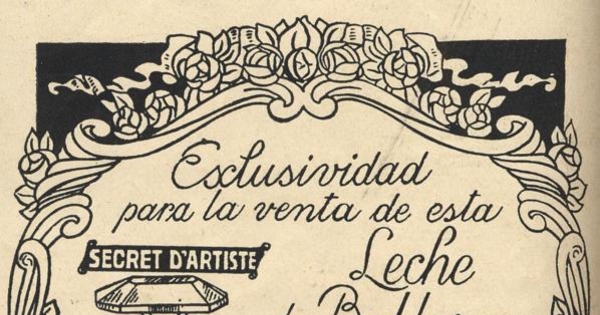 Exclusividad
para la venta de esta
Leche
SECRET D'ARTISTE